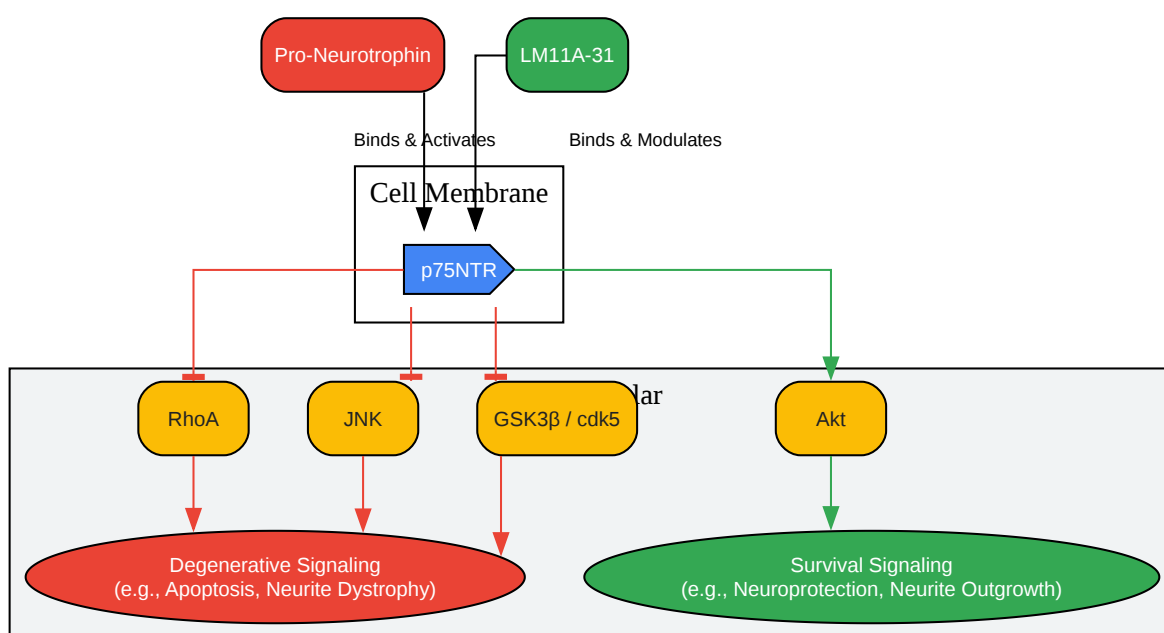 Pro-Neurotrophin
LM11A-31
Binds & Activates
Binds & Modulates
Cell Membrane
p75NTR
RhoA
JNK
GSK3β / cdk5
Akt
Degenerative Signaling
(e.g., Apoptosis, Neurite Dystrophy)
Survival Signaling
(e.g., Neuroprotection, Neurite Outgrowth)